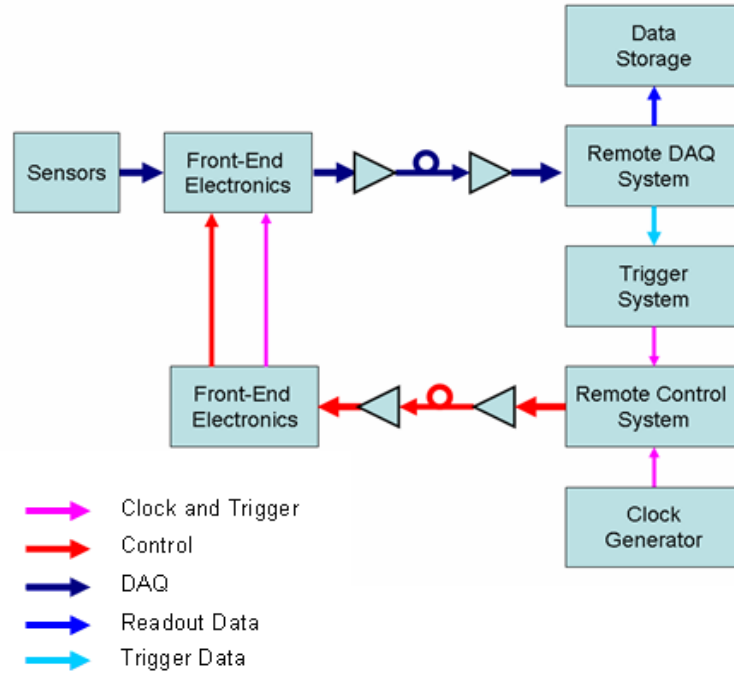 Data
Storage
Sensors
Front-End
Electronics
Remote DAQ
System
Trigger
System
Front-End
Electronics
Remote Control
System
Clock
Generator
Clock and Trigger
Control
DAQ
Readout Data
Trigger Data